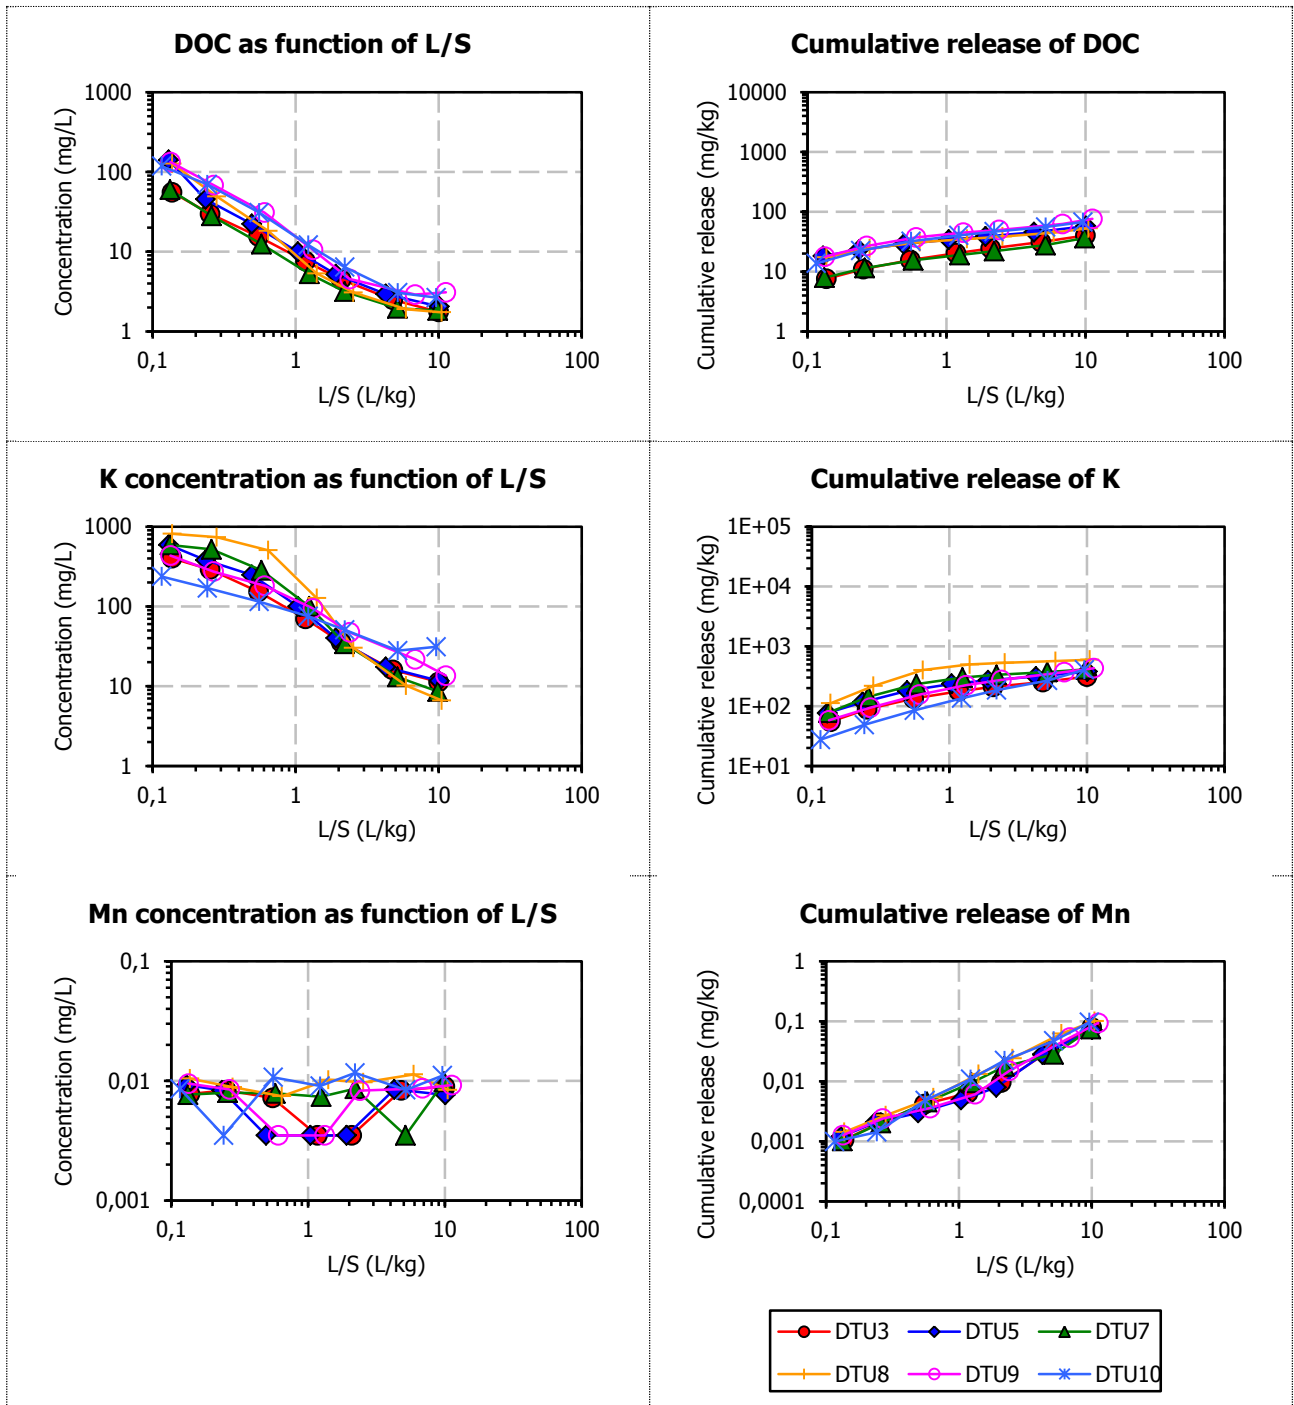 DOC as function of L/S
Concentration (mg/L)
1000
100
10
1
0,1
1
10
100
L/S (L/kg)
Cumulative release of DOC
Cumulative release (mg/kg)
10000
1000
100
10
1
0,1
1
10
100
L/S (L/kg)
K concentration as function of L/S
Concentration (mg/L)
1000
100
10
1
0,1
1
10
100
L/S (L/kg)
Cumulative release of K
Cumulative release (mg/kg)
1E+05
1E+04
1E+03
1E+02
1E+01
0,1
1
10
100
L/S (L/kg)
Mn concentration as function of L/S
Concentration (mg/L)
0,1
0,01
0,001
0,1
1
10
100
L/S (L/kg)
Cumulative release of Mn
Cumulative release (mg/kg)
1
0,1
0,01
0,001
0,0001
0,1
1
10
100
L/S (L/kg)
DTU3 DTU5 DTU7
DTU8 DTU9 DTU10